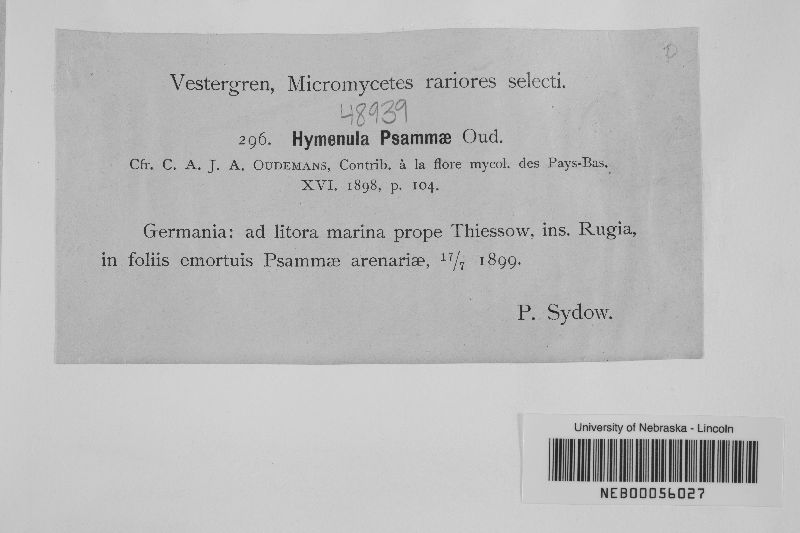 Vestergren, Micromycetes rariores selecti.
48939
296. Hymenula Psammæ Oud.
Cfr. C. A. J. A. OUDEMANS, Contrib. à la flore mycol. des Pays-Bas.
XVI, 1898, p. 104.
Germania: ad litora marina prope Thiessow, ins. Rugia,
in foliis emortuis Psammæ arenariæ, 17/7 1899.
P. Sydow.
University of Nebraska - Lincoln
NEB00056027